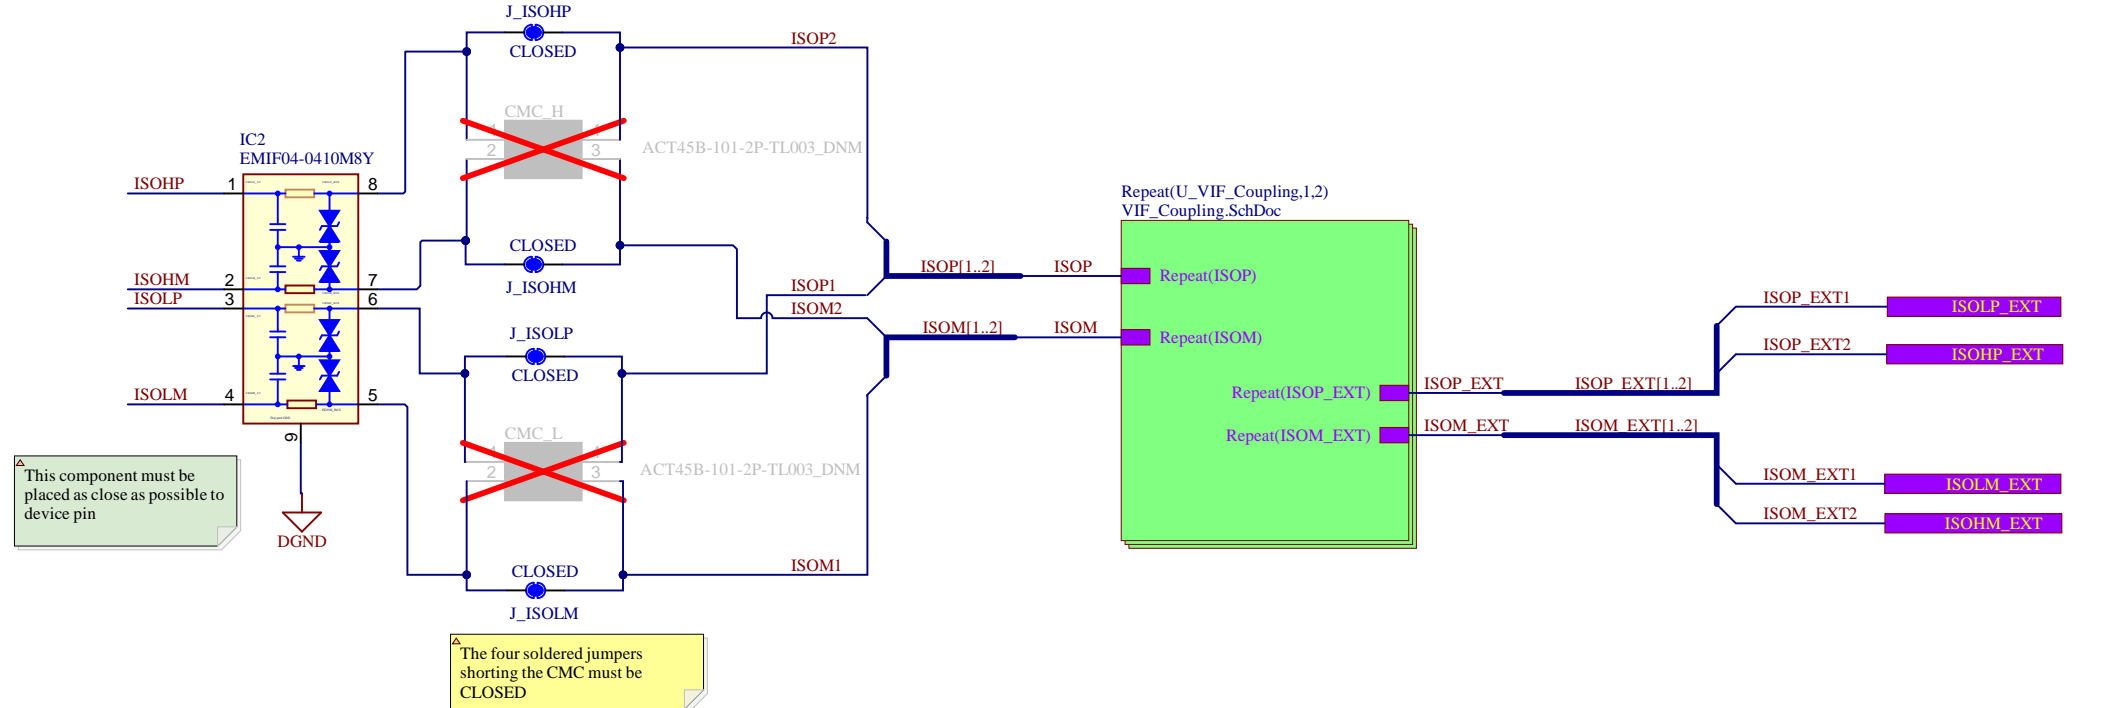 J_ISOHP
CLOSED
ISOP2
CMC_H
2
3
ACT45B-101-2P-TL003_DNM
IC2
EMIF04-0410M8Y
ISOHP
1
8
ISOHM
2
7
ISOLP
3
6
ISOLM
4
5
9
DGND
CLOSED
J_ISOHM
ISOP1
ISOM2
J_ISOLP
CLOSED
CMC_L
2
3
ACT45B-101-2P-TL003_DNM
CLOSED
J_ISOLM
ISOM1
This component must be
placed as close as possible to
device pin
The four soldered jumpers
shorting the CMC must be
CLOSED
ISOP[1..2]
ISOP
ISOM[1..2]
ISOM
Repeat(U_VIF_Coupling,1,2)
VIF_Coupling.SchDoc
Repeat(ISOP)
Repeat(ISOM)
Repeat(ISOP_EXT)
Repeat(ISOM_EXT)
ISOP_EXT
ISOP_EXT[1..2]
ISOM_EXT
ISOM_EXT[1..2]
ISOP_EXT1
ISOLP_EXT
ISOP_EXT2
ISOHP_EXT
ISOM_EXT1
ISOLM_EXT
ISOM_EXT2
ISOHM_EXT